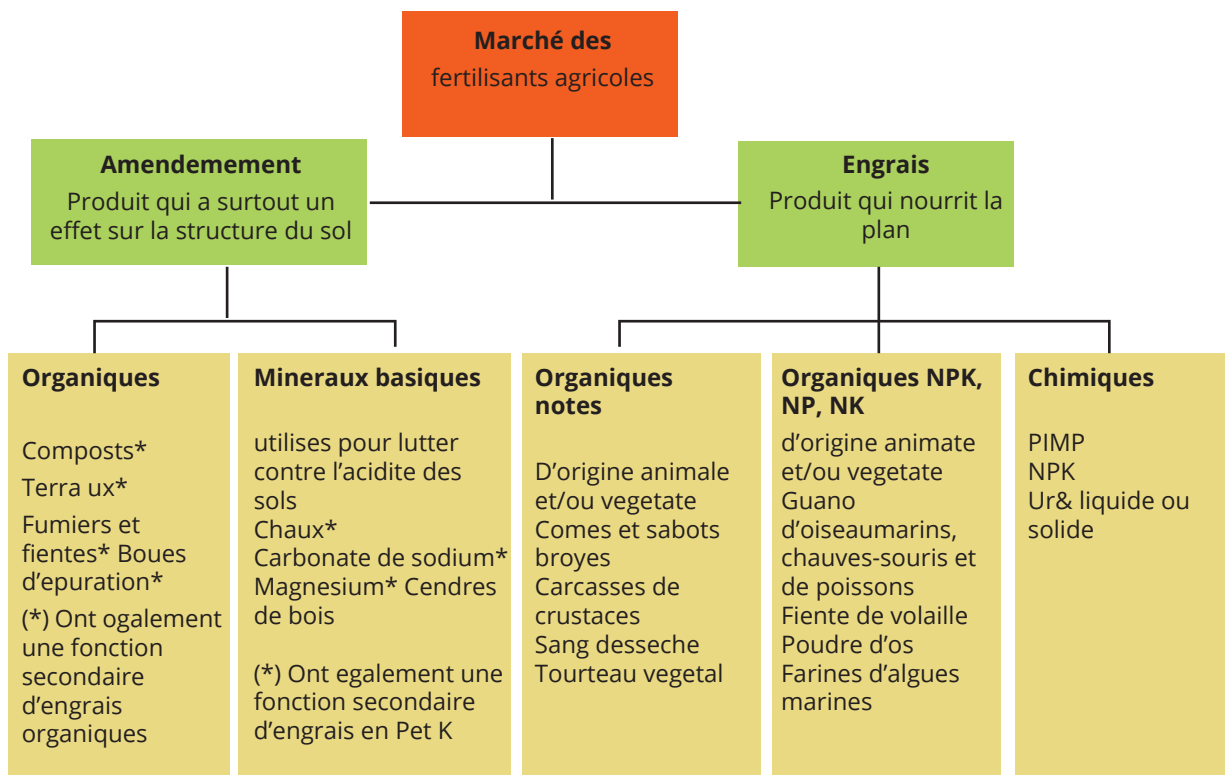 Marché des
fertilisants agricoles
Amendemement
Produit qui a surtout un
effet sur la structure du sol
Engrais
Produit qui nourrit la
plan
Organiques
Composts*
Terra ux*
Fumiers et
fientes* Boues
d'epuration*
(*) Ont ogalement
une fonction
secondaire
d'engrais
organiques
Mineraux basiques
utilises pour lutter
contre l'acidite des
sols
Chaux*
Carbonate de sodium*
Magnesium* Cendres
de bois
(*) Ont egalement une
fonction secondaire
d'engrais en Pet K
Organiques
notes
D'origine animale
et/ou vegetate
Comes et sabots
broyes
Carcasses de
crustaces
Sang desseche
Tourteau vegetal
Organiques NPK,
NP, NK
d'origine animate
et/ou vegetate
Guano
d'oiseaumarins,
chauves-souris et
de poissons
Fiente de volaille
Poudre d'os
Farines d'algues
marines
Chimiques
PIMP
NPK
Ur& liquide ou
solide